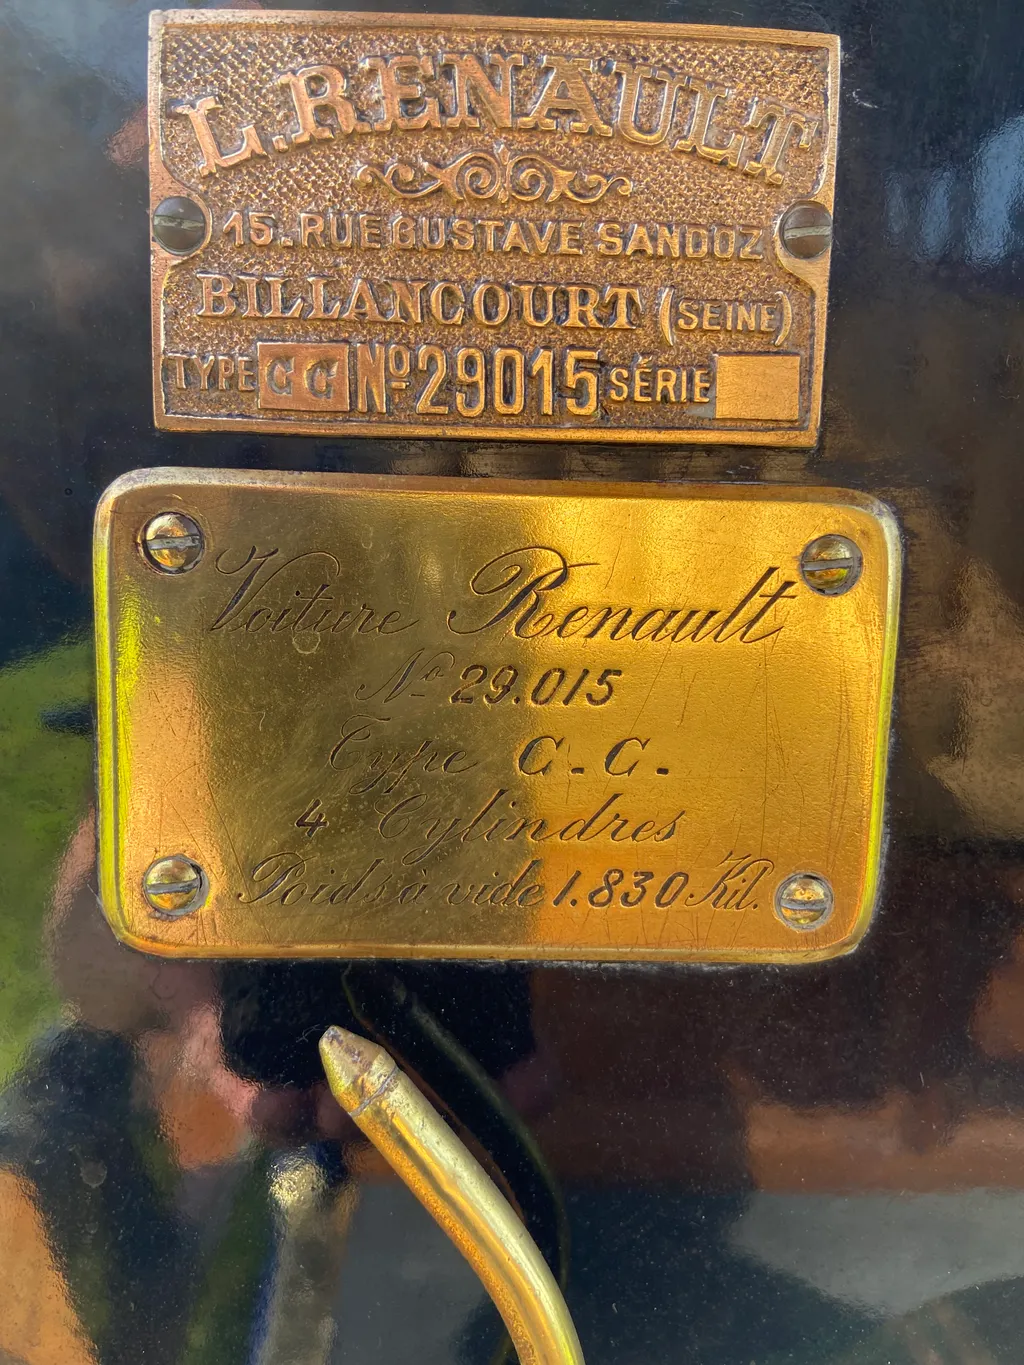 L. RENAULT
15. RUE GUSTAVE SANDOZ
BILLANCOURT (SEINE)
TYPE CC Nº 29015 SÉRIE
Voiture Renault
Nº 29.015
Type C.C.
4 Cylindres
Poids à vide 1.830 Kil.